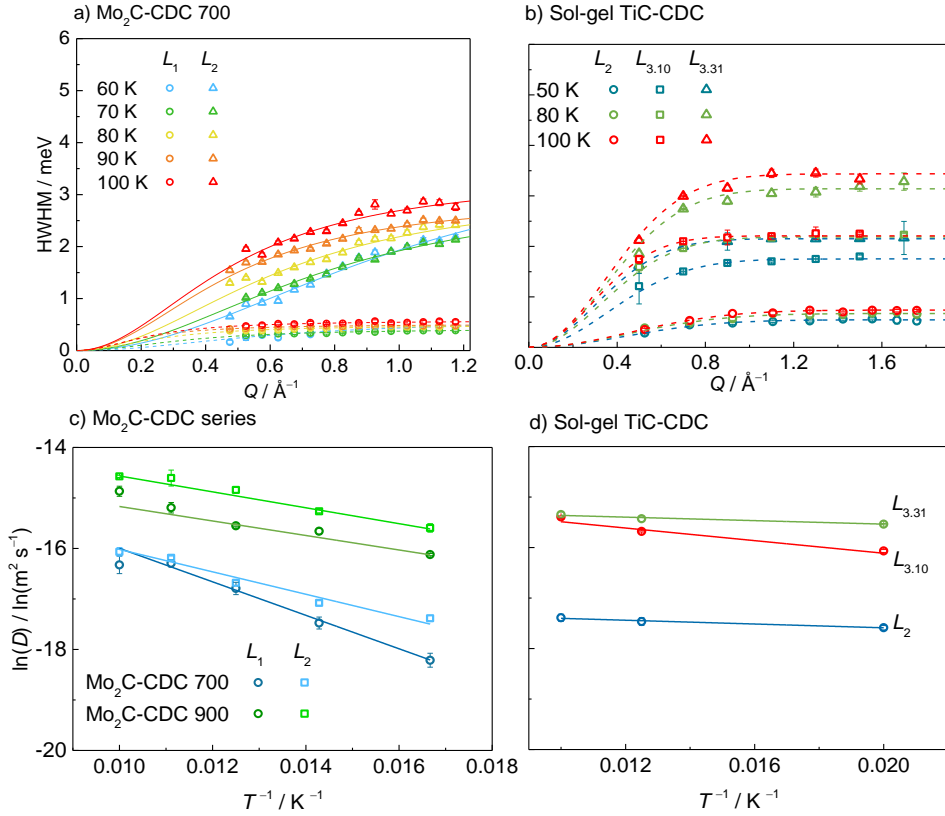 a) Mo₂C-CDC 700
b) Sol-gel TiC-CDC
HWHM / meV
6
5
4
3
2
1
0
L₁ L₂
60 K
70 K
80 K
90 K
100 K
0.0 0.2 0.4 0.6 0.8 1.0 1.2
Q / Å⁻¹
L₂ L₃.₁₀ L₃.₃₁
50 K
80 K
100 K
0.0 0.4 0.8 1.2 1.6
Q / Å⁻¹
c) Mo₂C-CDC series
d) Sol-gel TiC-CDC
ln(D) / ln(m² s⁻¹)
-14
-16
-18
-20
L₁ L₂
Mo₂C-CDC 700
Mo₂C-CDC 900
0.010 0.012 0.014 0.016 0.018
T⁻¹ / K⁻¹
L₃.₃₁
L₃.₁₀
L₂
0.012 0.016 0.020
T⁻¹ / K⁻¹